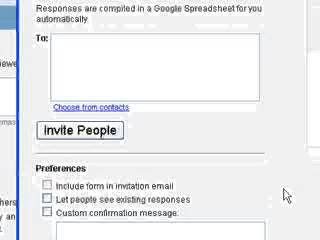 Responses are compiled in a Google Spreadsheet for you
automatically.
To:
Choose from contacts
Invite People
Preferences
Include form in invitation email
Let people see existing responses
Custom confirmation message: